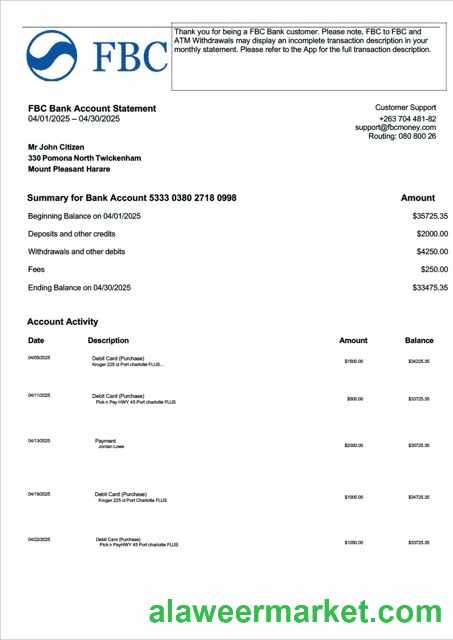 FBC
Thank you for being a FBC Bank customer. Please note, FBC to FBC and
ATM Withdrawals may display an incomplete transaction description in your
monthly statement. Please refer to the App for the full transaction description.
FBC Bank Account Statement
04/01/2025 – 04/30/2025
Customer Support
+263 704 481-82
support@fbcmoney.com
Routing: 080 800 26
Mr John Citizen
330 Pomona North Twickenham
Mount Pleasant Harare
Summary for Bank Account 5333 0380 2718 0998 Amount
Beginning Balance on 04/01/2025 $35725.35
Deposits and other credits $2000.00
Withdrawals and other debits $4250.00
Fees $250.00
Ending Balance on 04/30/2025 $33475.35
Account Activity
Date Description Amount Balance
04/09/2025 Debit Card (Purchase) $1500.00 $34225.35
Kroger 225 st Port charlotte FLUS...
04/11/2025 Debit Card (Purchase) $500.00 $33725.35
Pick n Pay HWY 45 Port charlotte FLUS
04/13/2025 Payment $2000.00 $35725.35
Jordan Lowe
04/19/2025 Debit Card (Purchase) $1000.00 $34725.35
Kroger 225 st Port charlotte FLUS
04/22/2025 Debit Card (Purchase) $1000.00 $33725.35
Pick n PayHWY 45 Port charlotte FLUS
alaweermarket.com